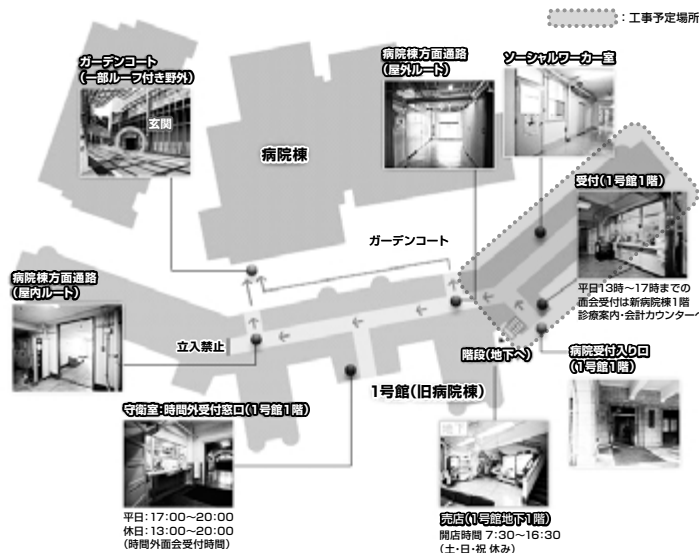 ：工事予定場所
ガーデンコート
(一部ルーフ付き野外)
玄関
病院棟方面通路
(屋外ルート)
ソーシャルワーカー室
病院棟
受付(1号館1階)
平日13時～17時までの
面会受付は新病院棟1階
診療案内・会計カウンターへ
ガーデンコート
病院棟方面通路
(屋内ルート)
立入禁止
階段(地下へ)
病院受付入り口
(1号館1階)
1号館(旧病院棟)
守衛室:時間外受付窓口(1号館1階)
平日:17:00～20:00
休日:13:00～20:00
(時間外面会受付時間)
売店(1号館地下1階)
開店時間 7:30～16:30
(土・日・祝 休み)